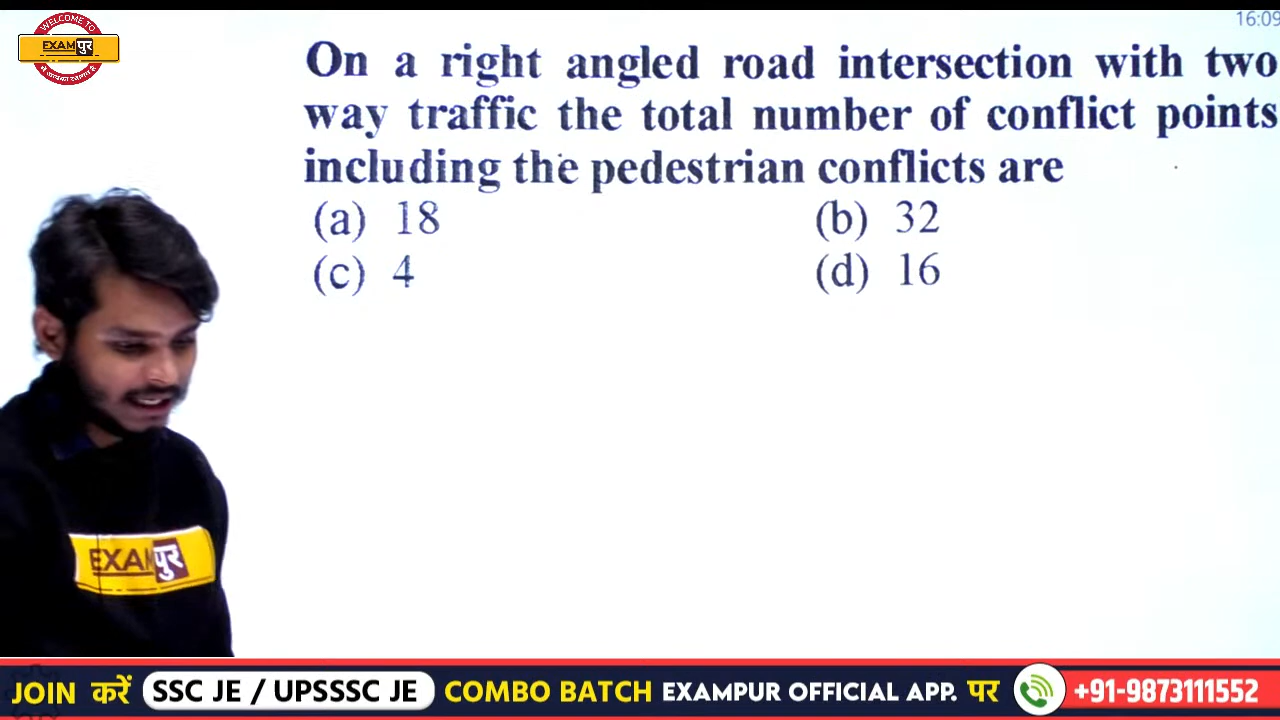 16:09
WELCOME TO
EXAMपुर
On a right angled road intersection with two
way traffic the total number of conflict points
including the pedestrian conflicts are
(a) 18
(b) 32
(c) 4
(d) 16
EXAMपुर
JOIN करें SSC JE / UPSSSC JE COMBO BATCH EXAMPUR OFFICIAL APP. पर +91-9873111552